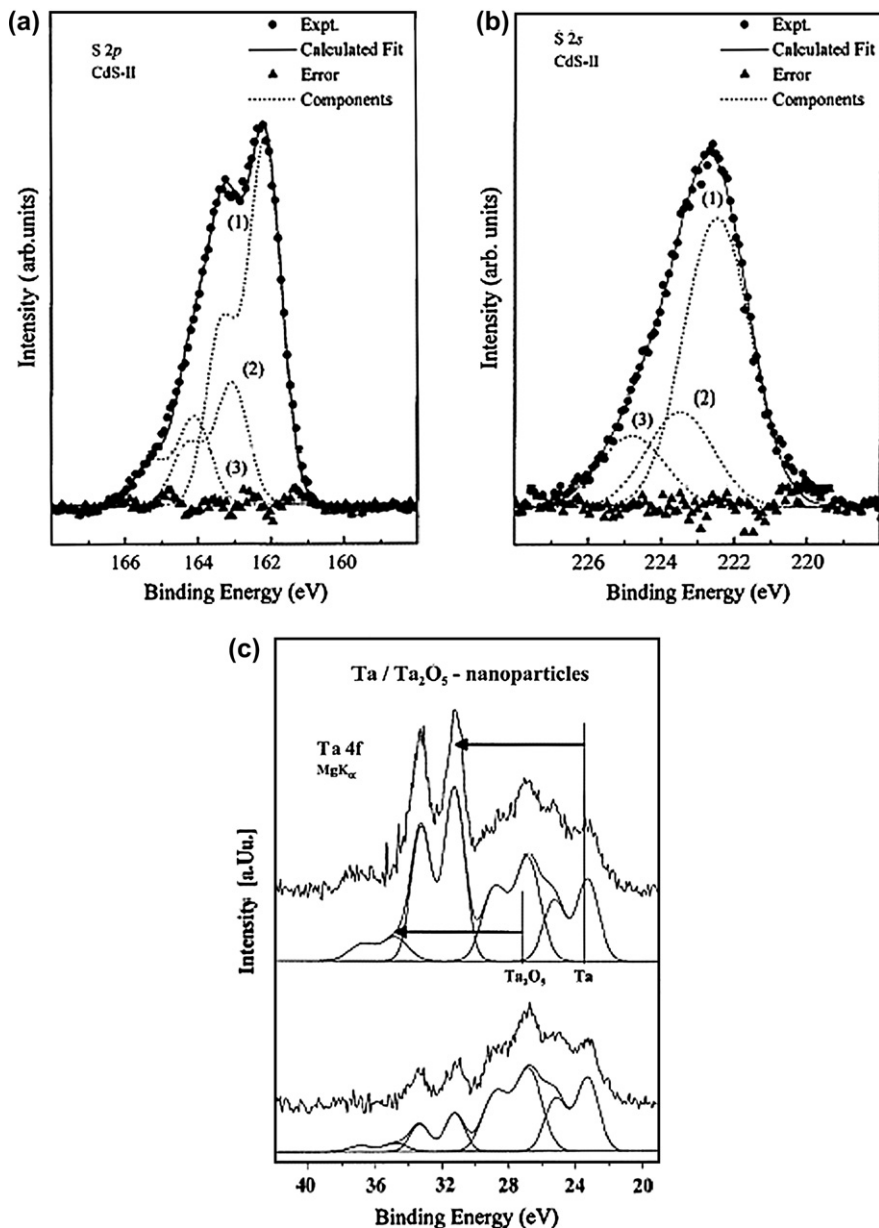 (a)
S 2p
CdS-II
Expt.
Calculated Fit
Error
Components
(1)
(2)
(3)
Intensity ( arb.units)
166 164 162 160
Binding Energy (eV)
(b)
S 2s
CdS-II
Expt.
Calculated Fit
Error
Components
(1)
(2)
(3)
Intensity (arb. units)
226 224 222 220
Binding Energy (eV)
(c)
Ta / Ta₂O₅ - nanoparticles
Ta 4f
MgKα
Intensity [a.Uu.]
Ta₂O₅ Ta
40 36 32 28 24 20
Binding Energy (eV)